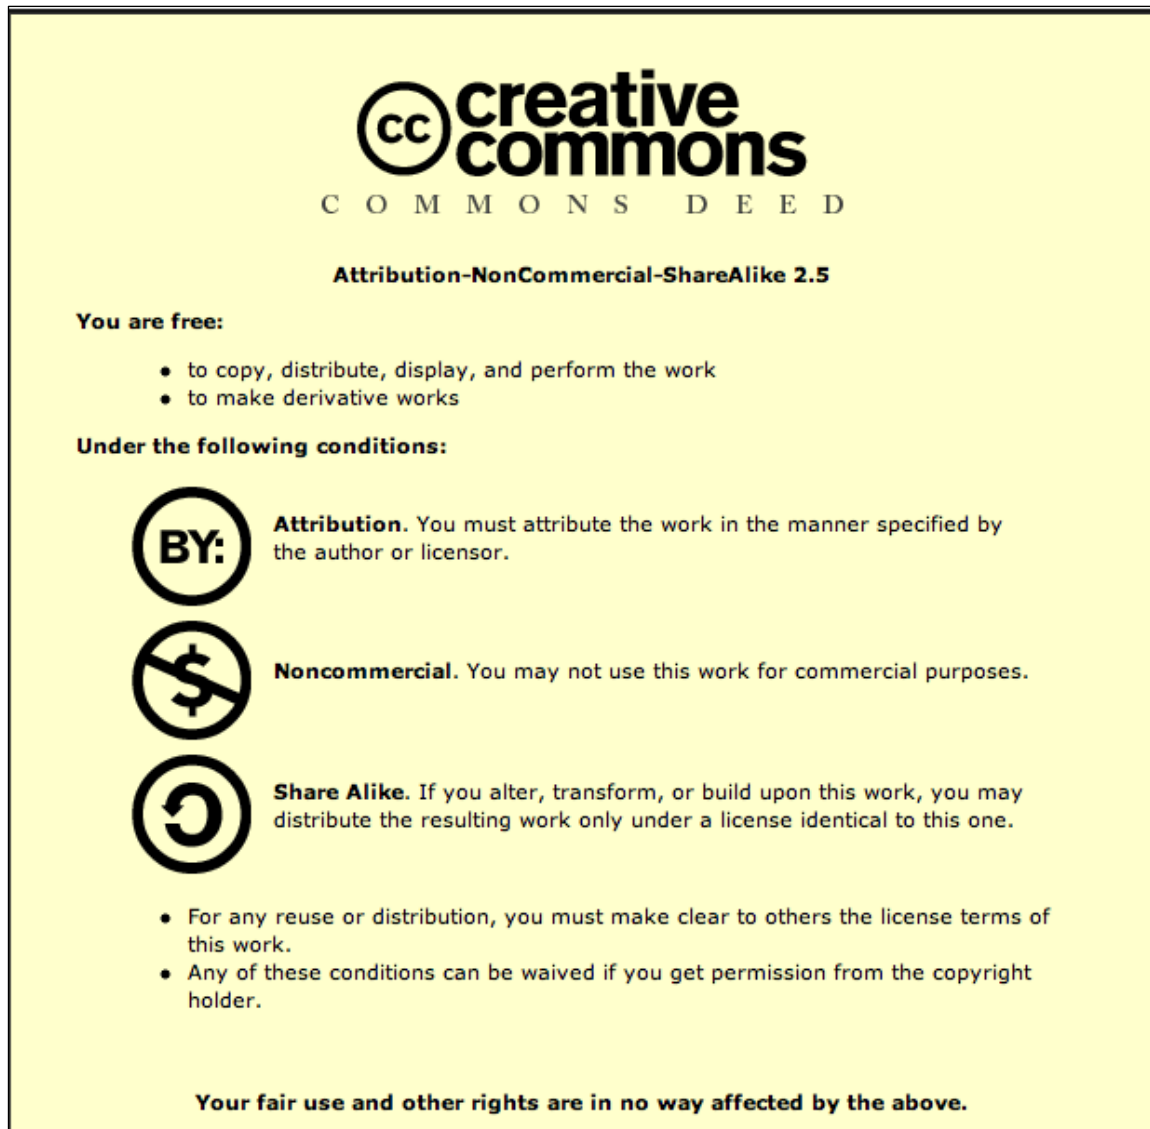 cc creative
commons
COMMONS DEED
Attribution-NonCommercial-ShareAlike 2.5
You are free:
• to copy, distribute, display, and perform the work
• to make derivative works
Under the following conditions:
BY:
Attribution. You must attribute the work in the manner specified by
the author or licensor.
$
Noncommercial. You may not use this work for commercial purposes.
Share Alike. If you alter, transform, or build upon this work, you may
distribute the resulting work only under a license identical to this one.
• For any reuse or distribution, you must make clear to others the license terms of
this work.
• Any of these conditions can be waived if you get permission from the copyright
holder.
Your fair use and other rights are in no way affected by the above.